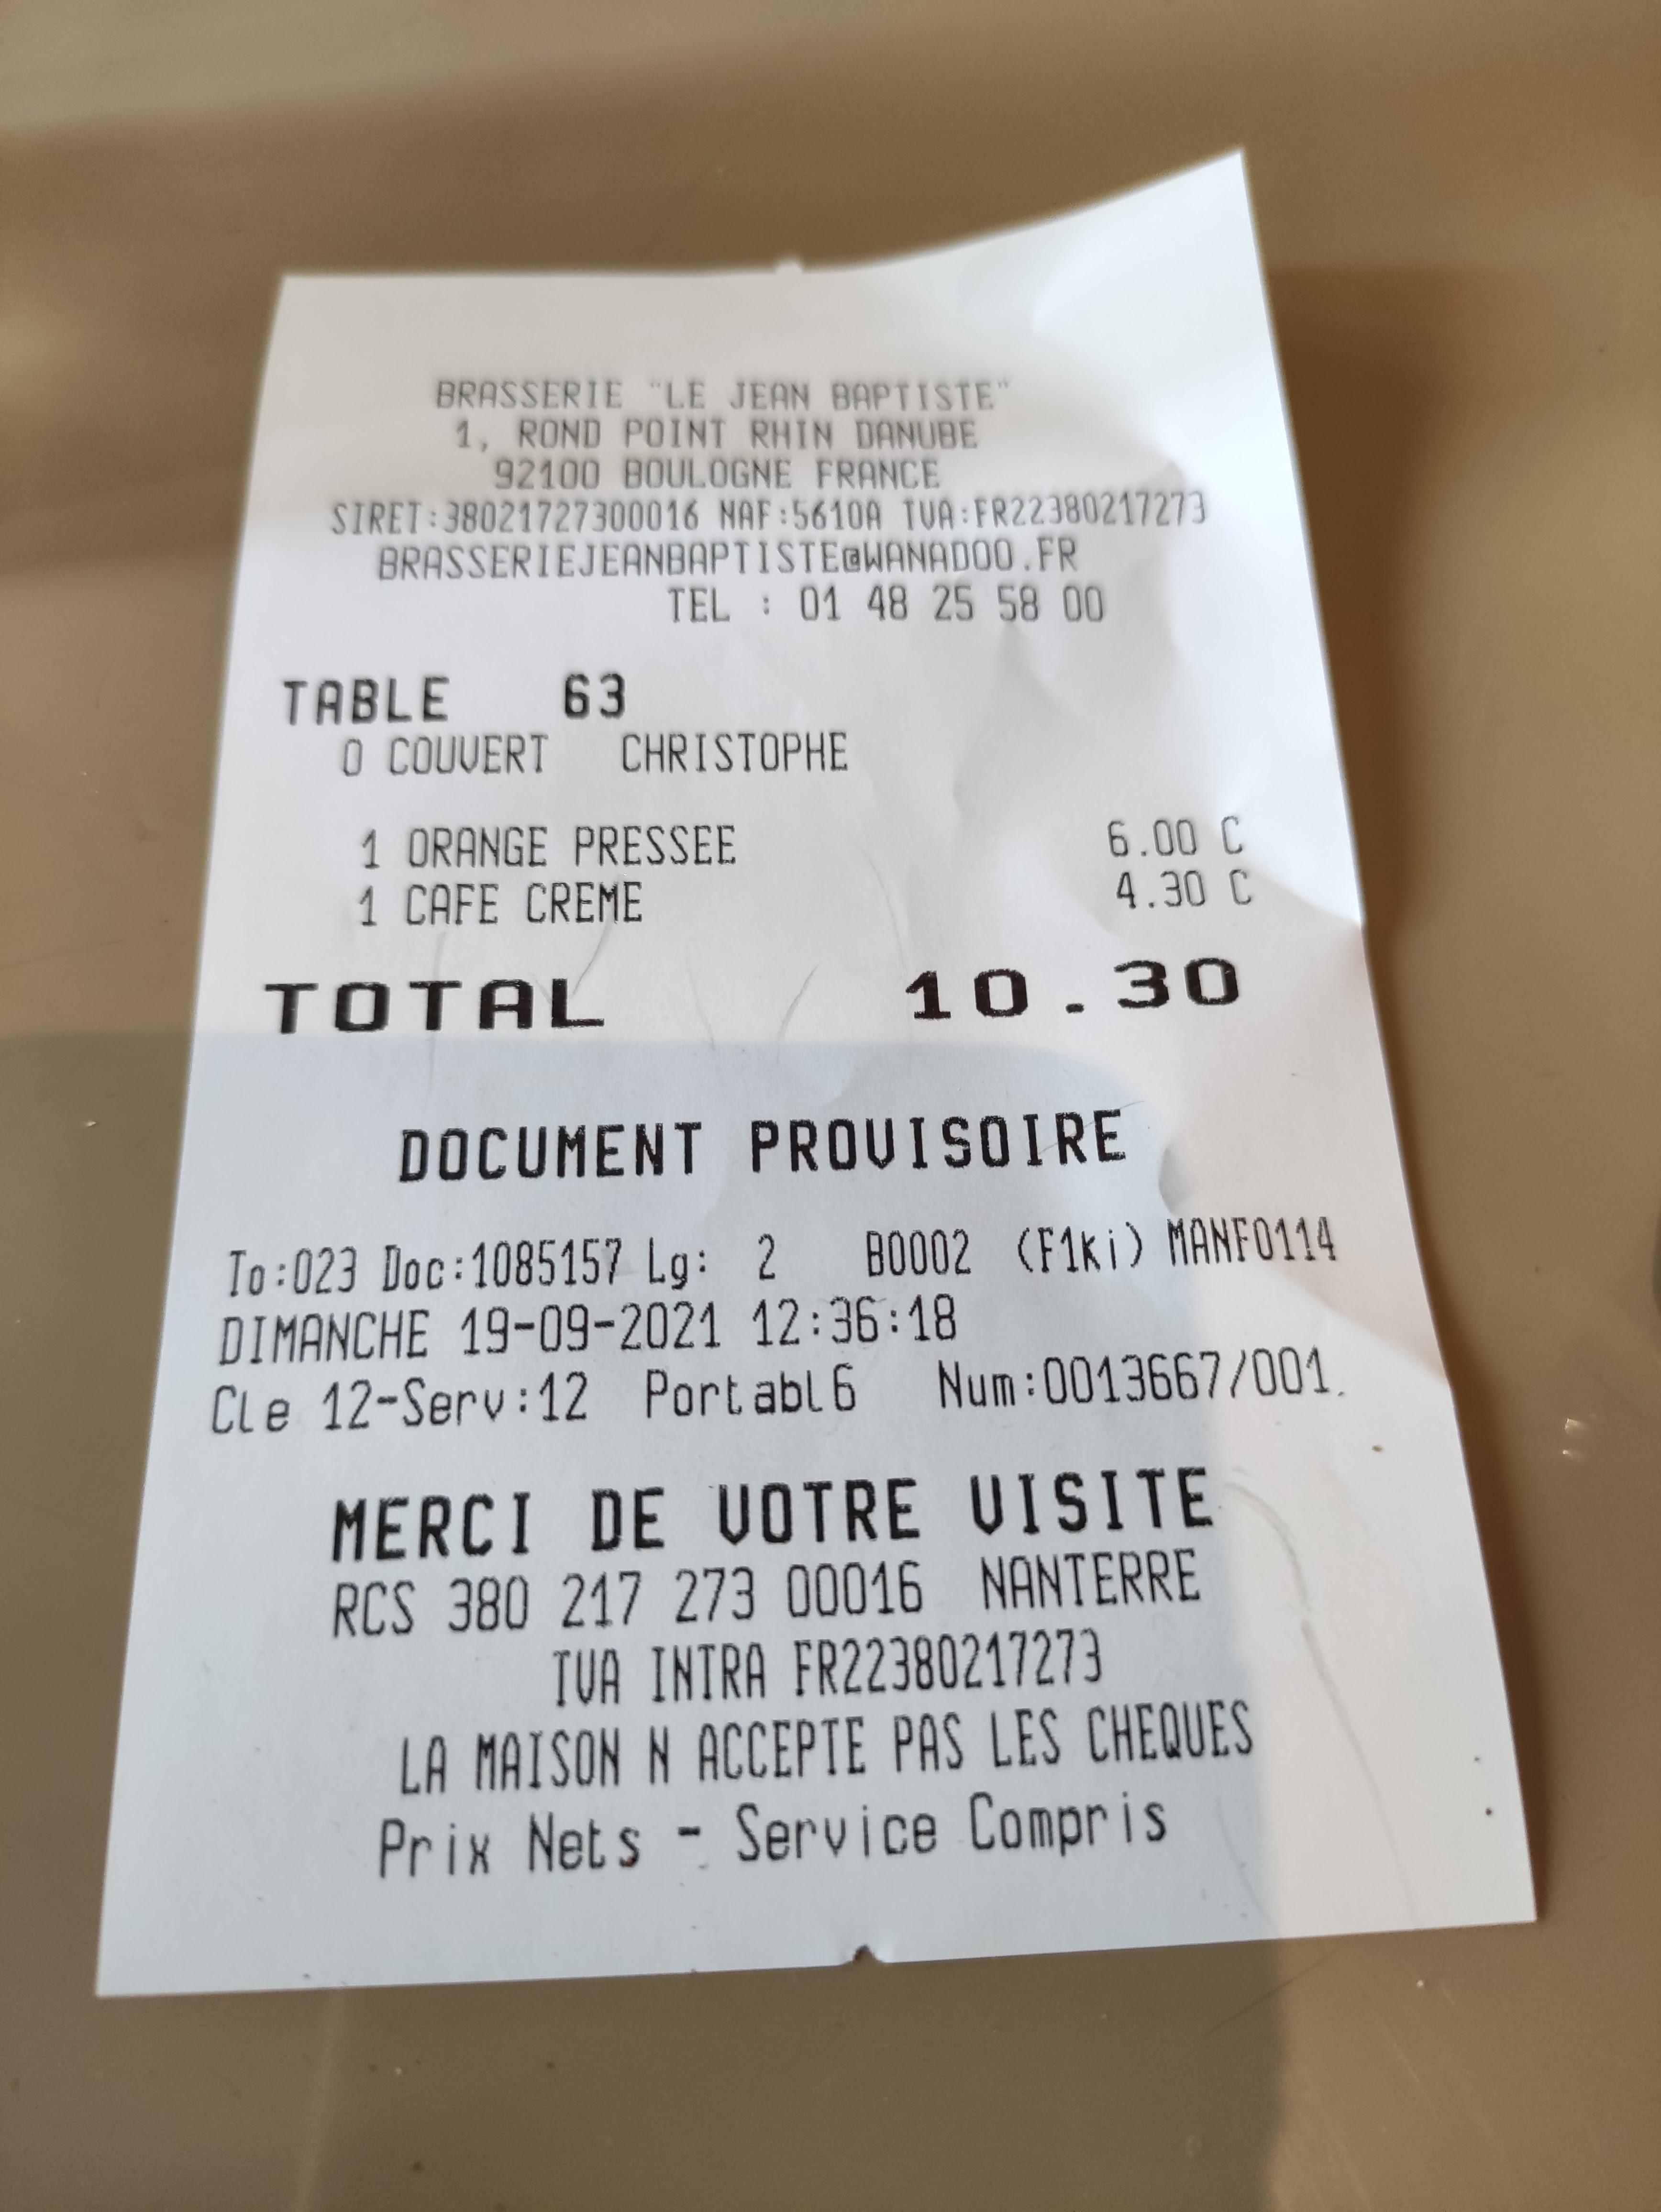 BRASSERIE "LE JEAN BAPTISTE"
1, ROND POINT RHIN DANUBE
92100 BOULOGNE FRANCE
SIRET:38021727300016 NAF:5610A TVA:FR22380217273
BRASSERIEJEANBAPTISTE@WANADOO.FR
TEL : 01 48 25 58 00
TABLE 63
0 COUVERT CHRISTOPHE
1 ORANGE PRESSEE 6.00 C
1 CAFE CREME 4.30 C
TOTAL 10.30
DOCUMENT PROVISOIRE
To:023 Doc:1085157 Lg: 2 B0002 (F1ki) MANF0114
DIMANCHE 19-09-2021 12:36:18
Cle 12-Serv:12 Portabl6 Num:0013667/001.
MERCI DE VOTRE VISITE
RCS 380 217 273 00016 NANTERRE
TVA INTRA FR22380217273
LA MAISON N ACCEPTE PAS LES CHEQUES
Prix Nets - Service Compris